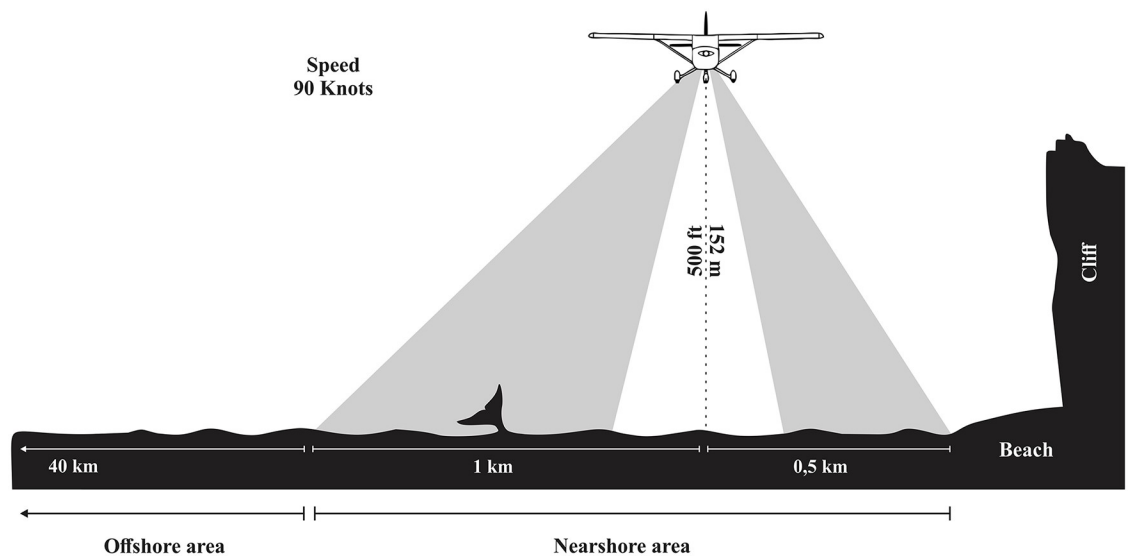 Speed
90 Knots
500 ft
152 m
Cliff
Beach
40 km
1 km
0,5 km
Offshore area
Nearshore area